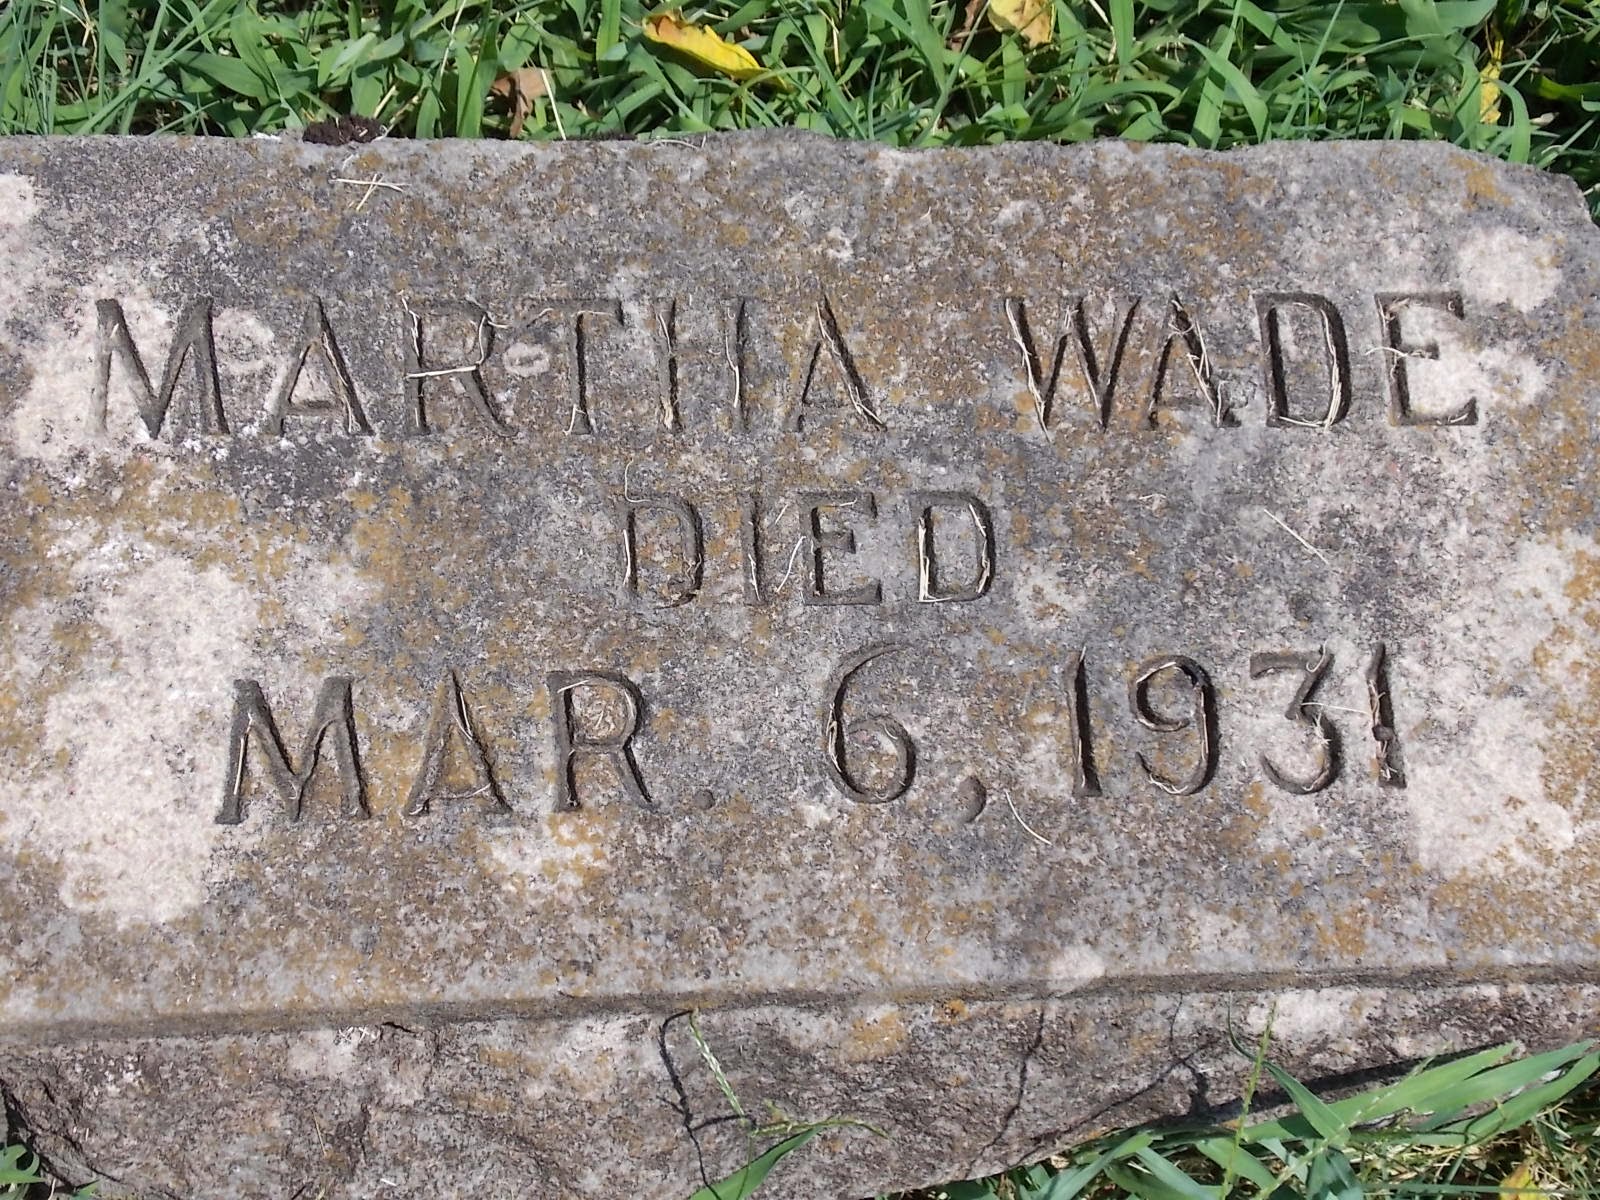 MARTHA WADE
DIED
MAR. 6, 1931